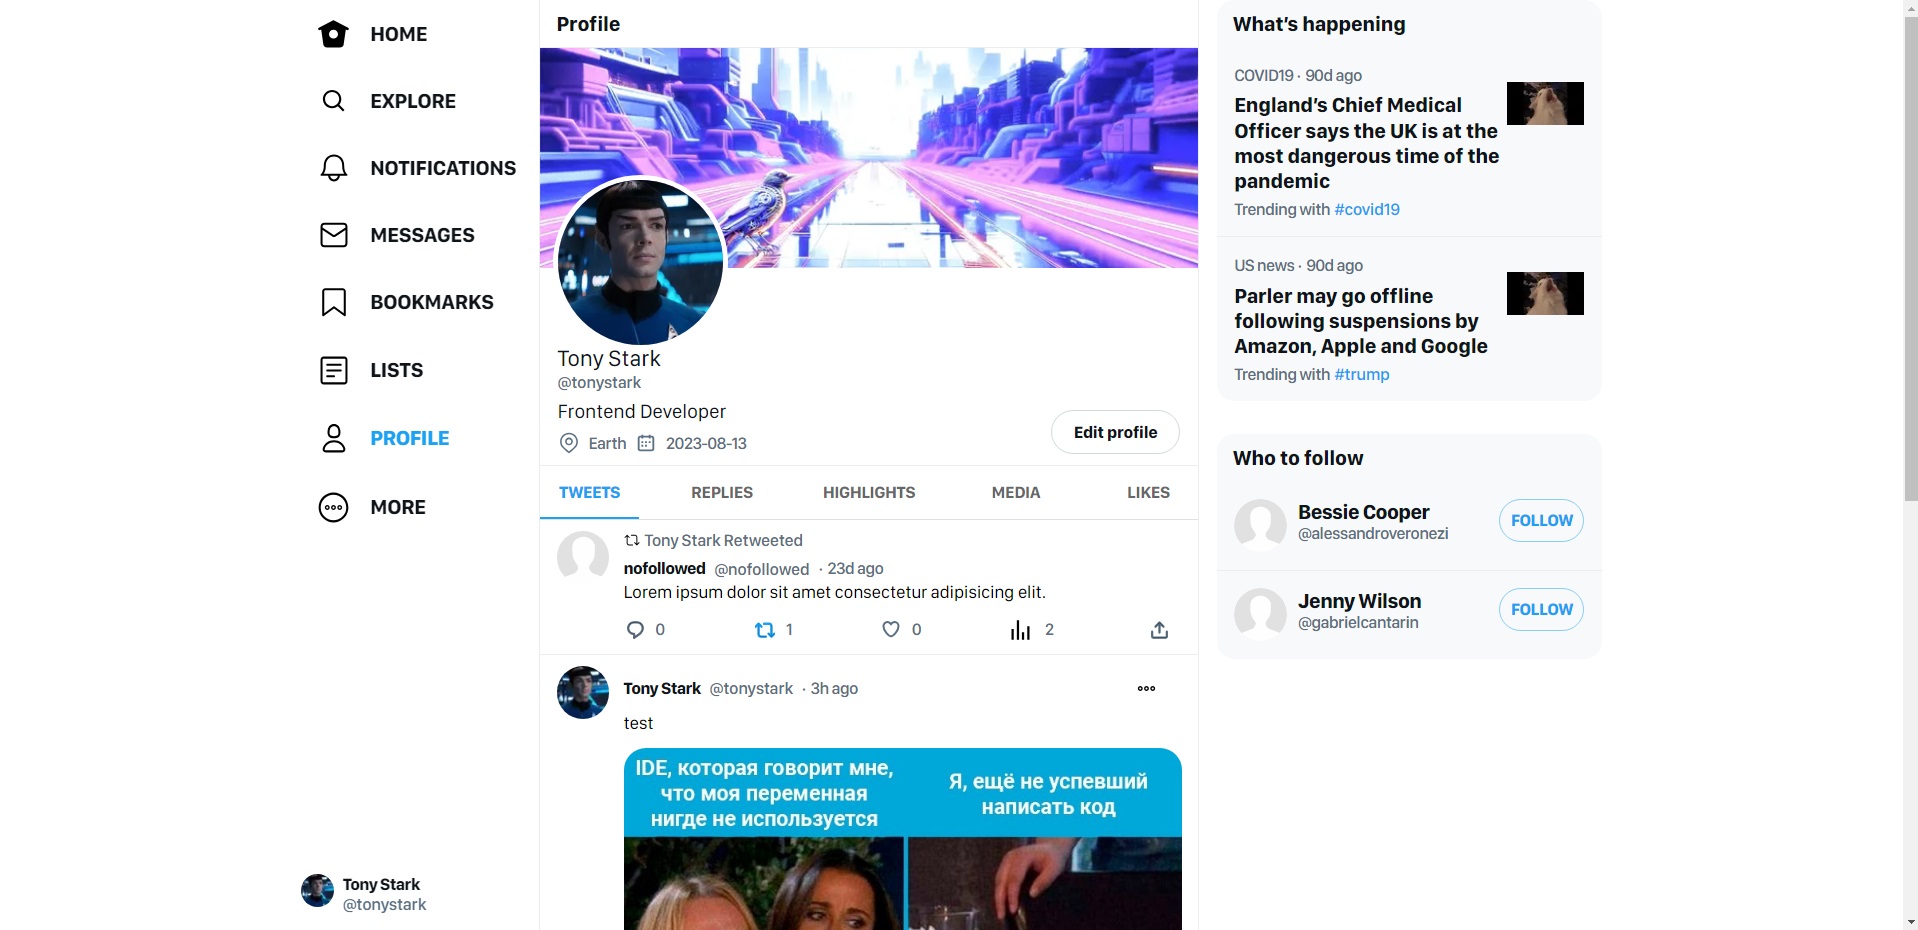 HOME
EXPLORE
NOTIFICATIONS
MESSAGES
BOOKMARKS
LISTS
PROFILE
MORE
Tony Stark
@tonystark
Profile
Tony Stark
@tonystark
Frontend Developer
Earth 2023-08-13
Edit profile
TWEETS REPLIES HIGHLIGHTS MEDIA LIKES
Tony Stark Retweeted
nofollowed @nofollowed · 23d ago
Lorem ipsum dolor sit amet consectetur adipisicing elit.
0 1 0 2
Tony Stark @tonystark · 3h ago
test
IDE, которая говорит мне,
что моя переменная
нигде не используется
Я, ещё не успевший
написать код
What's happening
COVID19 · 90d ago
England's Chief Medical
Officer says the UK is at the
most dangerous time of the
pandemic
Trending with #covid19
US news · 90d ago
Parler may go offline
following suspensions by
Amazon, Apple and Google
Trending with #trump
Who to follow
Bessie Cooper
@alessandroveronezi
FOLLOW
Jenny Wilson
@gabrielcantarin
FOLLOW